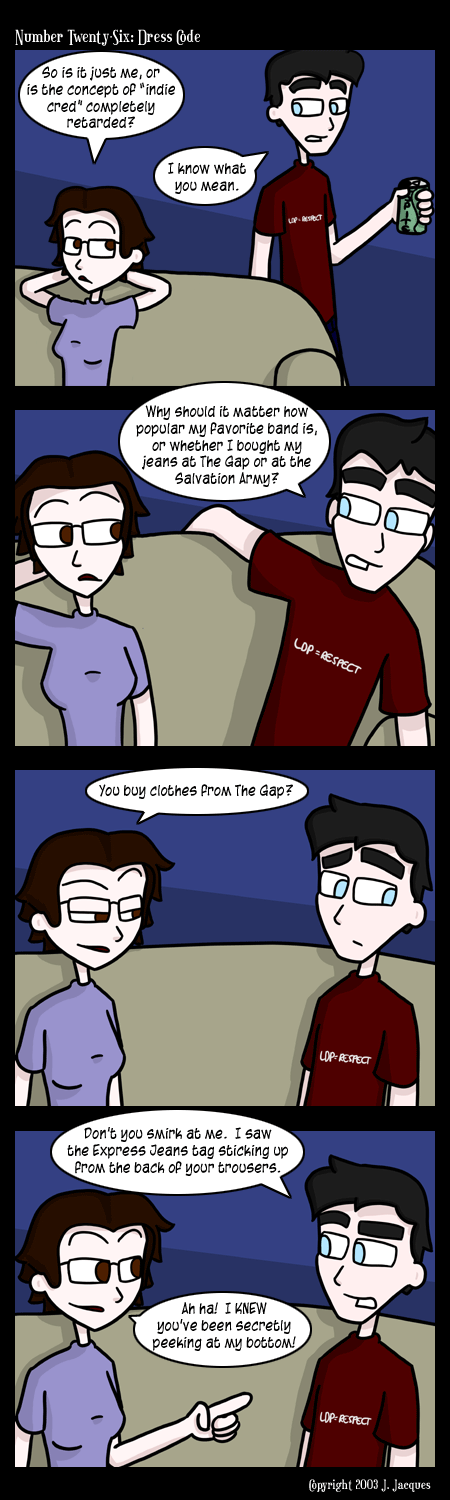 Number Twenty-Six: Dress Code
So is it just me, or
is the concept of "indie
cred" completely
retarded?
I know what
you mean.
LDP = RESPECT
Why should it matter how
popular my favorite band is,
or whether I bought my
jeans at The Gap or at the
Salvation Army?
LDP = RESPECT
You buy clothes from The Gap?
LDP = RESPECT
Don't you smirk at me. I saw
the Express Jeans tag sticking up
from the back of your trousers.
Ah ha! I KNEW
you've been secretly
peeking at my bottom!
LDP = RESPECT
Copyright 2003 J. Jacques